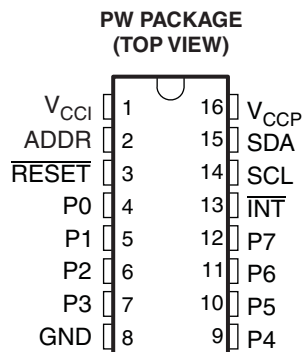 PW PACKAGE
(TOP VIEW)
VCCI 1 16 VCCP
ADDR 2 15 SDA
RESET 3 14 SCL
P0 4 13 INT
P1 5 12 P7
P2 6 11 P6
P3 7 10 P5
GND 8 9 P4